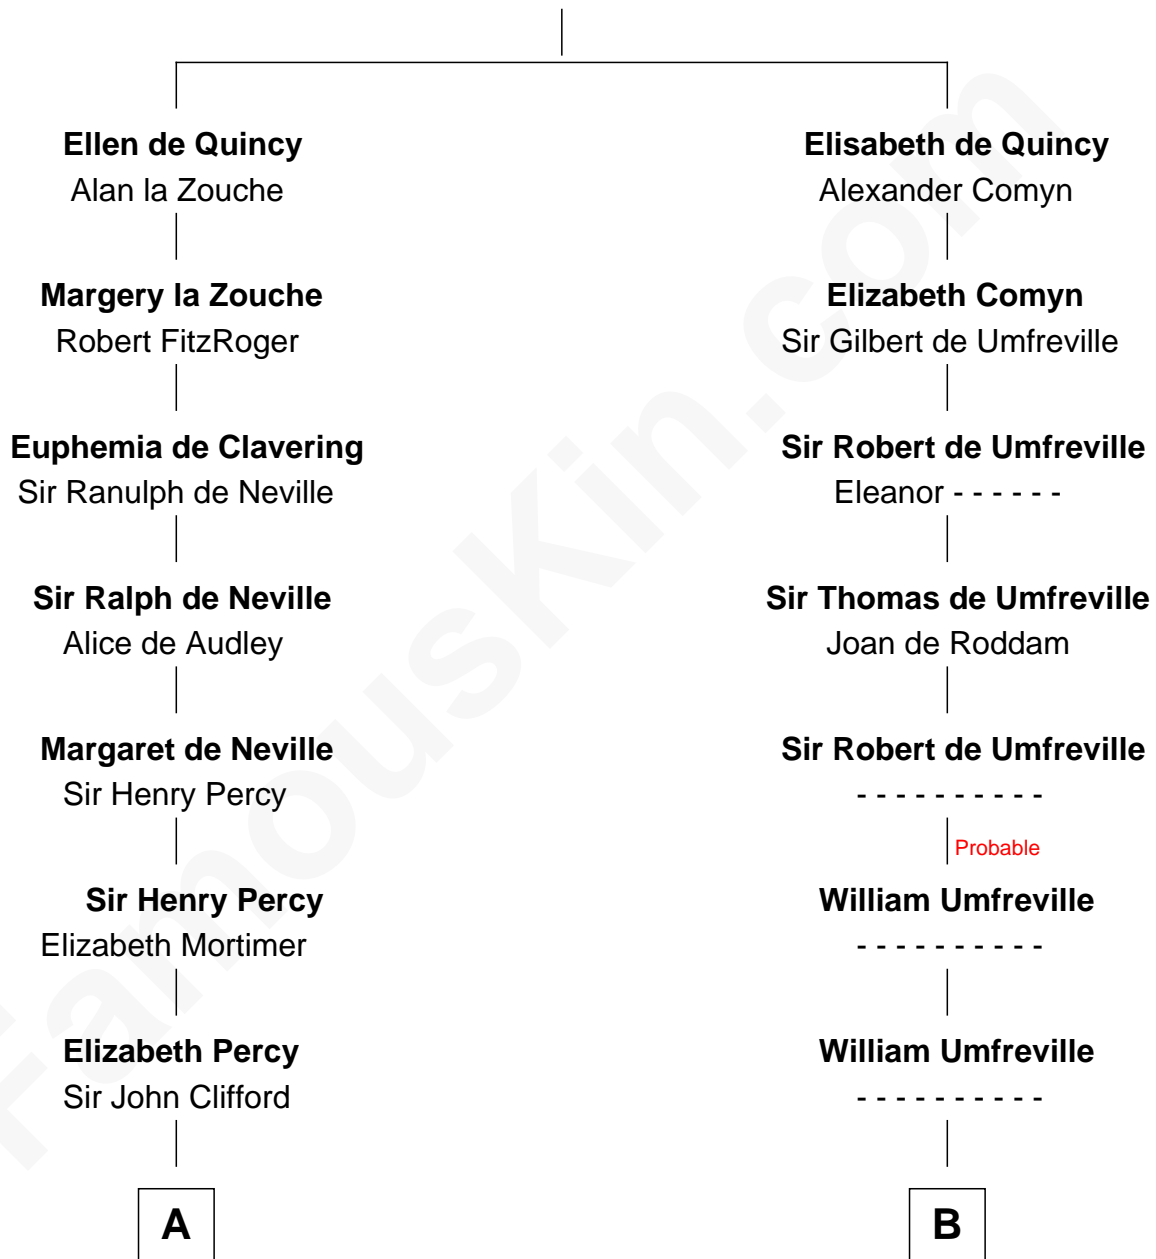 Ellen de Quincy
Alan la Zouche
Elisabeth de Quincy
Alexander Comyn
Margery la Zouche
Robert FitzRoger
Elizabeth Comyn
Sir Gilbert de Umfreville
Euphemia de Clavering
Sir Ranulph de Neville
Sir Robert de Umfreville
Eleanor - - - - - -
Sir Ralph de Neville
Alice de Audley
Sir Thomas de Umfreville
Joan de Roddam
Margaret de Neville
Sir Henry Percy
Sir Robert de Umfreville
- - - - - - - - - -
Probable
Sir Henry Percy
Elizabeth Mortimer
William Umfreville
- - - - - - - - - -
Elizabeth Percy
Sir John Clifford
William Umfreville
- - - - - - - - - -
A
B
FamousKin.com